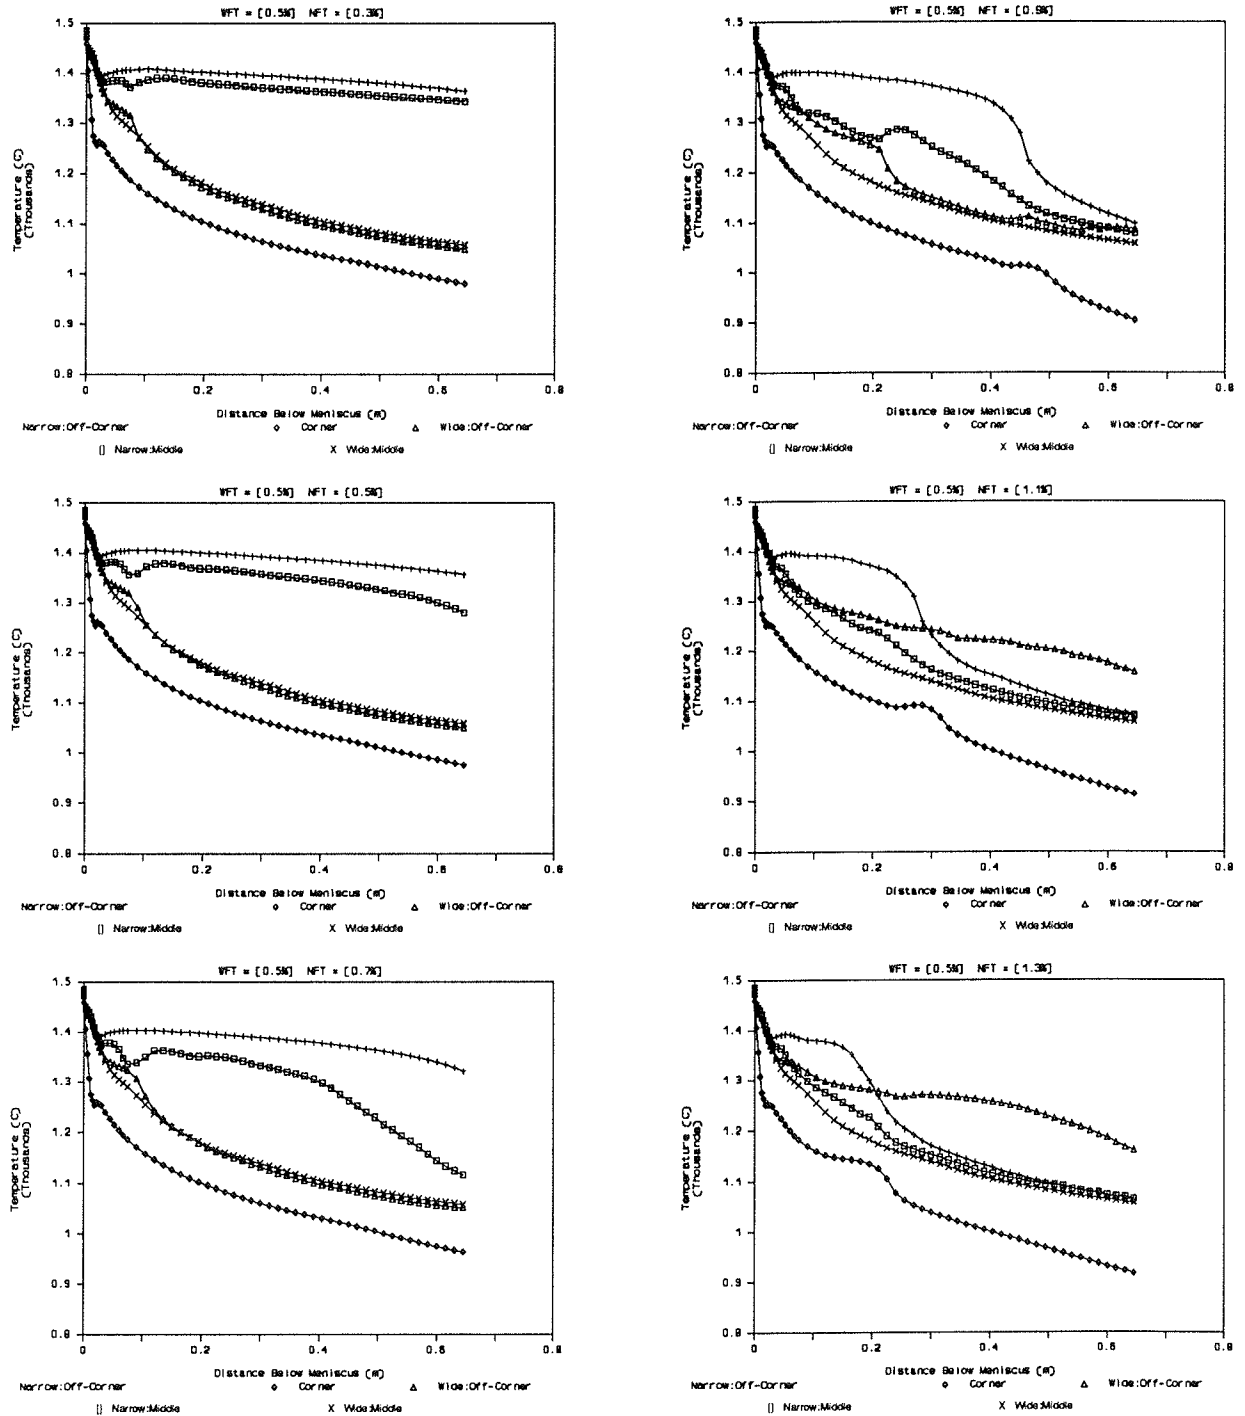 WFT = [0.5%] NFT = [0.3%]
1.5
1.4
1.3
1.2
1.1
1
0.9
0.8
Temperature (C)
(Thousands)
0 0.2 0.4 0.6 0.8
Distance Below Meniscus (m)
Narrow:Off-Corner ◇ Corner △ Wide:Off-Corner
[] Narrow:Middle X Wide:Middle
WFT = [0.5%] NFT = [0.9%]
1.5
1.4
1.3
1.2
1.1
1
0.9
0.8
Temperature (C)
(Thousands)
0 0.2 0.4 0.6 0.8
Distance Below Meniscus (m)
Narrow:Off-Corner ◇ Corner △ Wide:Off-Corner
[] Narrow:Middle X Wide:Middle
WFT = [0.5%] NFT = [0.5%]
1.5
1.4
1.3
1.2
1.1
1
0.9
0.8
Temperature (C)
(Thousands)
0 0.2 0.4 0.6 0.8
Distance Below Meniscus (m)
Narrow:Off-Corner ◇ Corner △ Wide:Off-Corner
[] Narrow:Middle X Wide:Middle
WFT = [0.5%] NFT = [1.1%]
1.5
1.4
1.3
1.2
1.1
1
0.9
0.8
Temperature (C)
(Thousands)
0 0.2 0.4 0.6 0.8
Distance Below Meniscus (m)
Narrow:Off-Corner ◇ Corner △ Wide:Off-Corner
[] Narrow:Middle X Wide:Middle
WFT = [0.5%] NFT = [0.7%]
1.5
1.4
1.3
1.2
1.1
1
0.9
0.8
Temperature (C)
(Thousands)
0 0.2 0.4 0.6 0.8
Distance Below Meniscus (m)
Narrow:Off-Corner ◇ Corner △ Wide:Off-Corner
[] Narrow:Middle X Wide:Middle
WFT = [0.5%] NFT = [1.3%]
1.5
1.4
1.3
1.2
1.1
1
0.9
0.8
Temperature (C)
(Thousands)
0 0.2 0.4 0.6 0.8
Distance Below Meniscus (m)
Narrow:Off-Corner ◇ Corner △ Wide:Off-Corner
[] Narrow:Middle X Wide:Middle